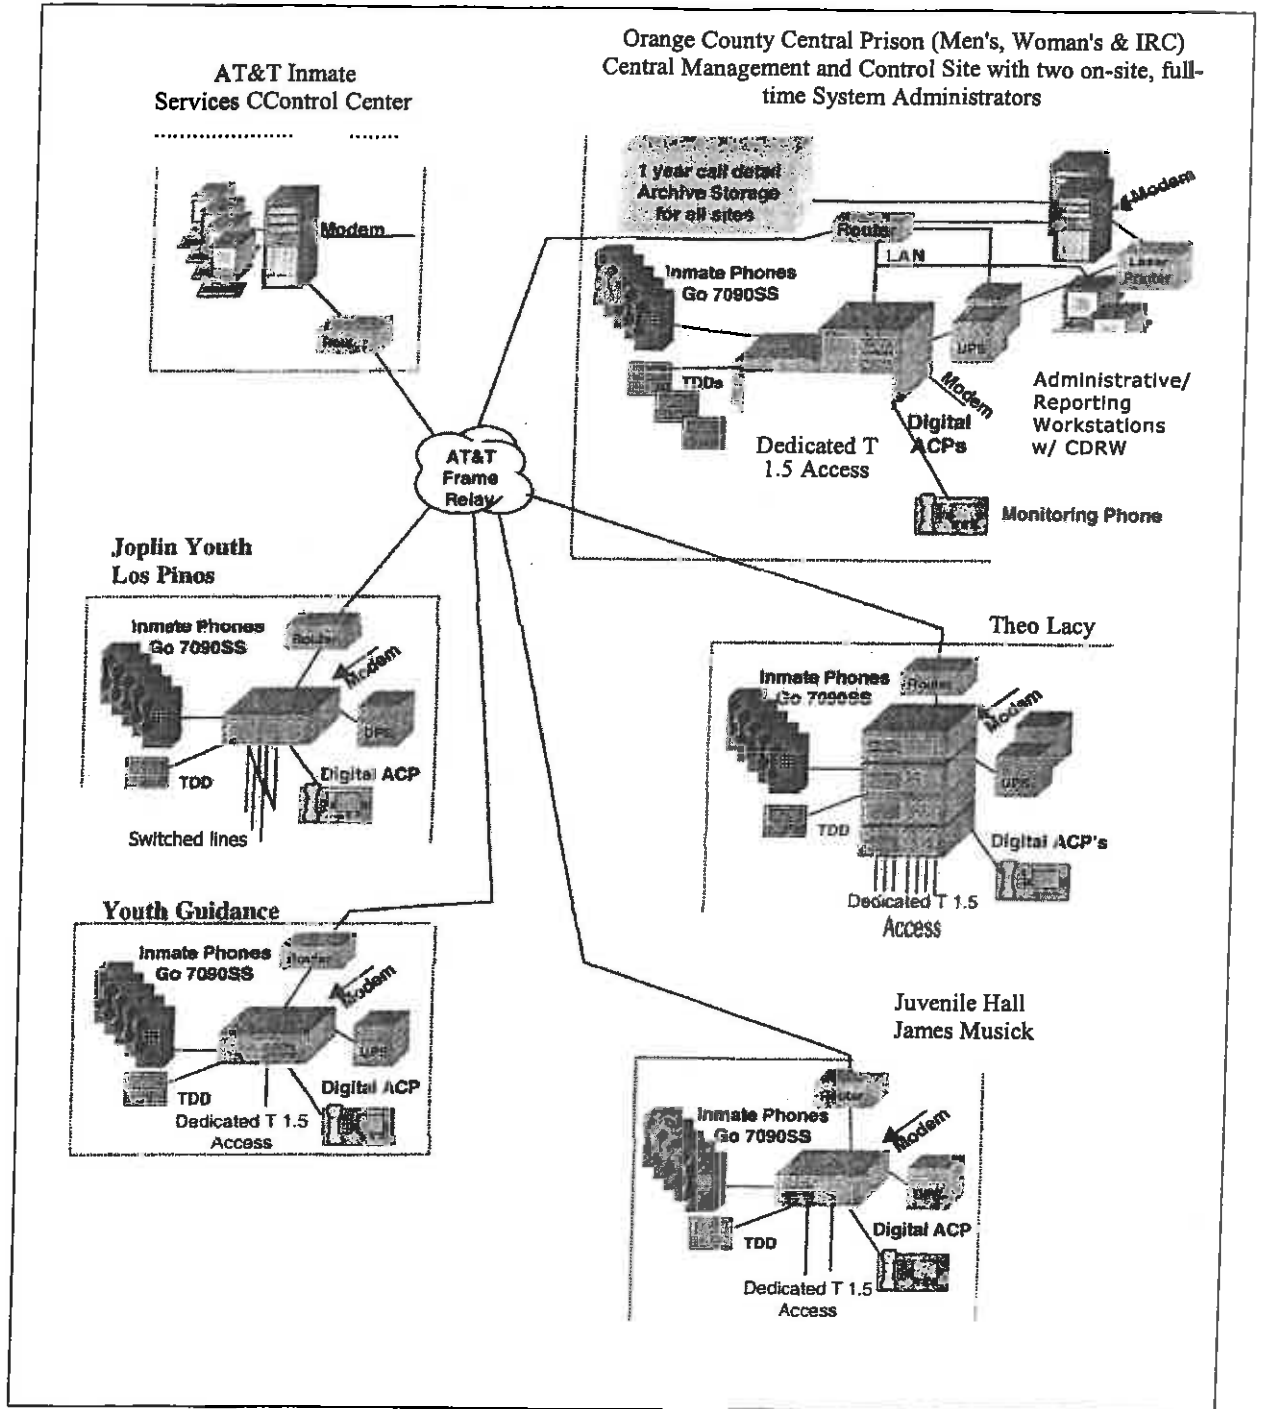 AT&T Inmate
Services CControl Center
Modem
Router
Orange County Central Prison (Men's, Woman's & IRC)
Central Management and Control Site with two on-site, full-
time System Administrators
1 year call detail
Archive Storage
for all sites
Router
Modem
LAN
Laser
Printer
Inmate Phones
Go 7090SS
UPS
TDDs
Modem
Digital
ACPs
Administrative/
Reporting
Workstations
w/ CDRW
Dedicated T
1.5 Access
Monitoring Phone
AT&T
Frame
Relay
Joplin Youth
Los Pinos
Inmate Phones
Go 7090SS
Router
Modem
UPS
TDD
Digital ACP
Switched lines
Theo Lacy
Inmate Phones
Go 7090SS
Router
Modem
UPS
TDD
Digital ACP's
Dedicated T 1.5
Access
Youth Guidance
Inmate Phones
Go 7090SS
Router
Modem
UPS
TDD
Digital ACP
Dedicated T 1.5
Access
Juvenile Hall
James Musick
Router
Inmate Phones
Go 7090SS
Modem
UPS
TDD
Digital ACP
Dedicated T 1.5
Access